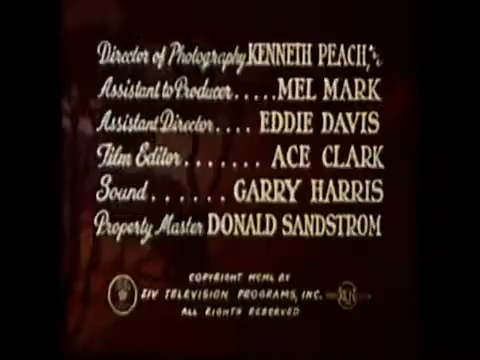 Director of Photography KENNETH PEACH,
Assistant to Producer.....MEL MARK
Assistant Director.... EDDIE DAVIS
Film Editor....... ACE CLARK
Sound...... GARRY HARRIS
Property Master DONALD SANDSTROM
COPYRIGHT MCML BY
ZIV TELEVISION PROGRAMS, INC.
ALL RIGHTS RESERVED